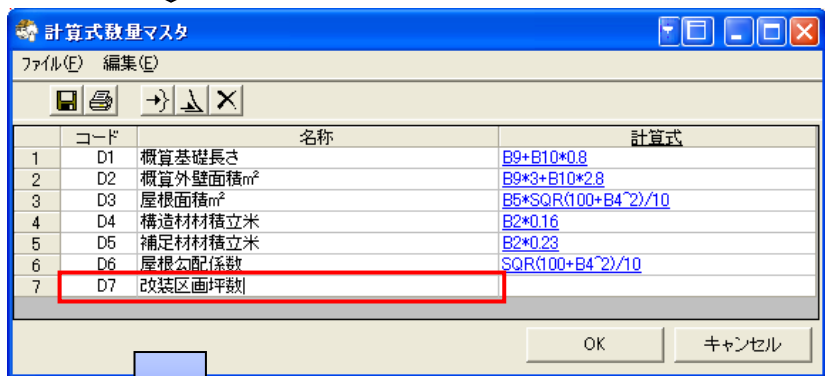 計算式数量マスタ
ファイル(F) 編集(E)
コード 名称 計算式
1 D1 概算基礎長さ B9+B10*0.8
2 D2 概算外壁面積m² B9*3+B10*2.8
3 D3 屋根面積m² B5*SQR(100+B4^2)/10
4 D4 構造材材積立米 B2*0.16
5 D5 補足材材積立米 B2*0.23
6 D6 屋根勾配係数 SQR(100+B4^2)/10
7 D7 改装区画坪数
OK キャンセル